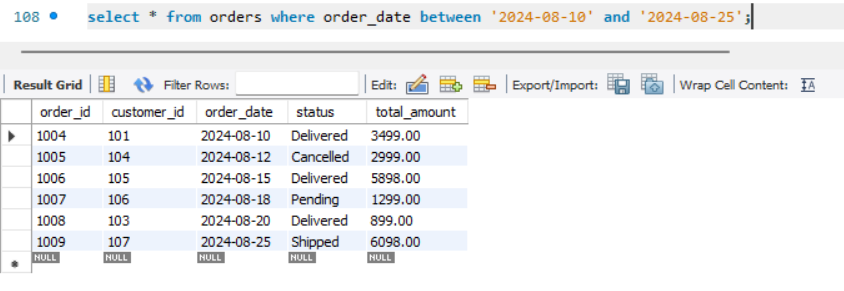 108 select * from orders where order_date between '2024-08-10' and '2024-08-25';
Result Grid Filter Rows: Edit: Export/Import: Wrap Cell Content: IA
order_id customer_id order_date status total_amount
1004 101 2024-08-10 Delivered 3499.00
1005 104 2024-08-12 Cancelled 2999.00
1006 105 2024-08-15 Delivered 5898.00
1007 106 2024-08-18 Pending 1299.00
1008 103 2024-08-20 Delivered 899.00
1009 107 2024-08-25 Shipped 6098.00
NULL NULL NULL NULL NULL